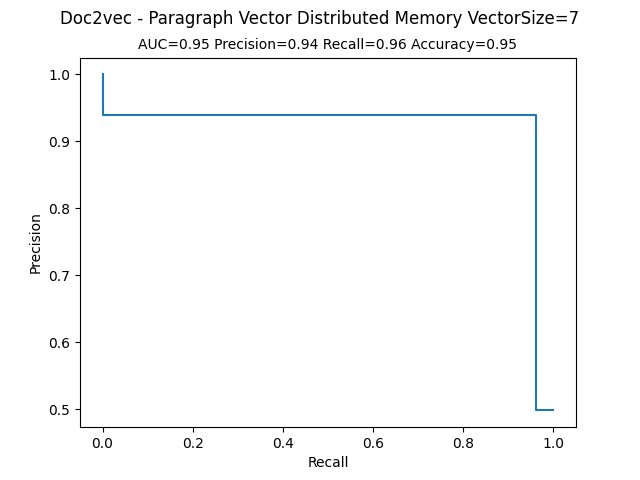 Doc2vec - Paragraph Vector Distributed Memory VectorSize=7
AUC=0.95 Precision=0.94 Recall=0.96 Accuracy=0.95
1.0
0.9
0.8
0.7
0.6
0.5
Precision
0.0 0.2 0.4 0.6 0.8 1.0
Recall